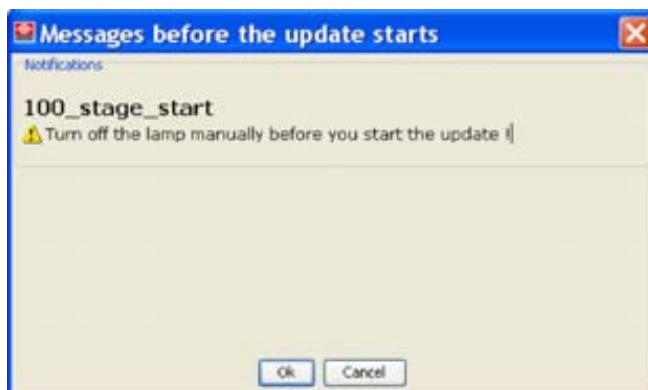 Messages before the update starts
Notifications
100_stage_start
Turn off the lamp manually before you start the update !
Ok Cancel